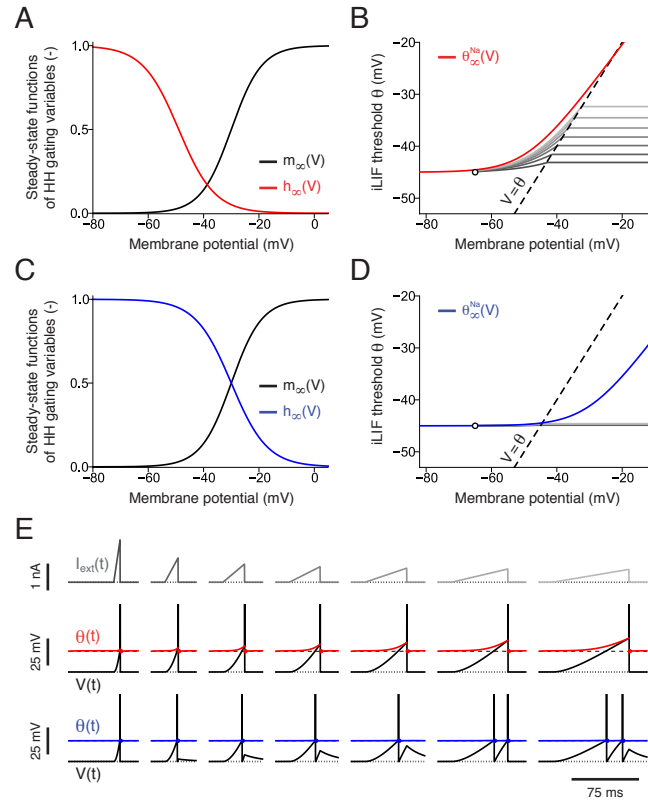 A
Steady-state functions
of HH gating variables (-)
1.0
0.5
0.0
m∞(V)
h∞(V)
−80 −60 −40 −20 0
Membrane potential (mV)
B
iLIF threshold θ (mV)
−20
−30
−40
−50
θ∞^Na(V)
V=θ
−80 −60 −40 −20
Membrane potential (mV)
C
Steady-state functions
of HH gating variables (-)
1.0
0.5
0.0
m∞(V)
h∞(V)
−80 −60 −40 −20 0
Membrane potential (mV)
D
iLIF threshold θ (mV)
−20
−30
−40
−50
θ∞^Na(V)
V=θ
−80 −60 −40 −20
Membrane potential (mV)
E
1 nA
I_ext(t)
25 mV
θ(t)
V(t)
25 mV
θ(t)
V(t)
75 ms